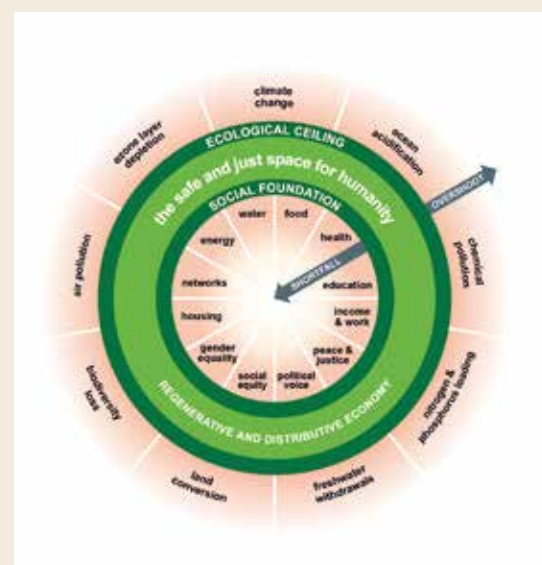 climate
change
ocean
acidification
chemical
pollution
nitrogen &
phosphorus loading
freshwater
withdrawals
land
conversion
biodiversity
loss
air pollution
ozone layer
depletion
ECOLOGICAL CEILING
the safe and just space for humanity
OVERSHOOT
SOCIAL FOUNDATION
water
food
health
SHORTFALL
education
income
& work
peace &
justice
political
voice
social
equity
gender
equality
housing
networks
energy
REGENERATIVE AND DISTRIBUTIVE ECONOMY